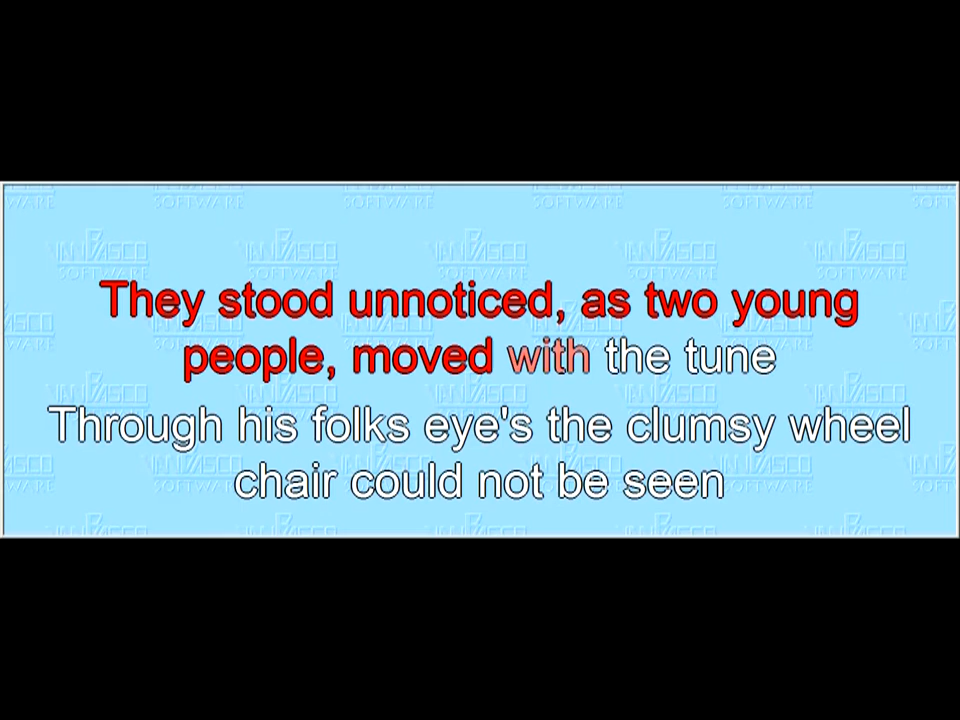 They stood unnoticed, as two young
people, moved with the tune
Through his folks eye's the clumsy wheel
chair could not be seen